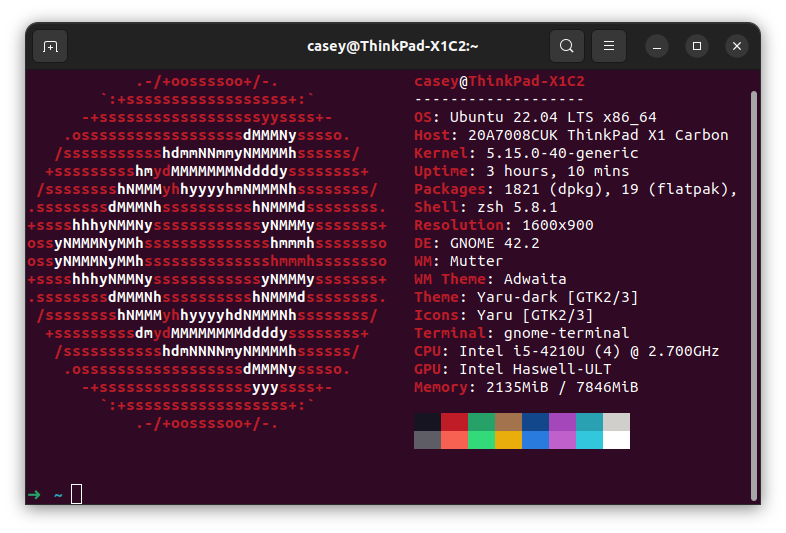 casey@ThinkPad-X1C2:~
.-/+oossssoo+/-.
`:+ssssssssssssssssss+:`
-+ssssssssssssssssssyyssss+-
.ossssssssssssssssssdMMMNysssso.
/ssssssssssshdmmNNmmyNMMMMhssssss/
+ssssssssshmydMMMMMMMNddddyssssssss+
/sssssssshNMMMyhhyyyyhmNMMMNhssssssss/
.ssssssssdMMMNhsssssssssshNMMMdssssssss.
+sssshhhyNMMNyssssssssssssyNMMMysssssss+
ossyNMMMNyMMhsssssssssssssshmmmhssssssso
ossyNMMMNyMMhsssssssssssssshmmmhssssssso
+sssshhhyNMMNyssssssssssssyNMMMysssssss+
.ssssssssdMMMNhsssssssssshNMMMdssssssss.
/sssssssshNMMMyhhyyyyhdNMMMNhssssssss/
+sssssssssdmydMMMMMMMMddddyssssssss+
/ssssssssssshdmNNNNmyNMMMMhssssss/
.ossssssssssssssssssdMMMNysssso.
-+sssssssssssssssssyyyssss+-
`:+ssssssssssssssssss+:`
.-/+oossssoo+/-.
casey@ThinkPad-X1C2
-------------------
OS: Ubuntu 22.04 LTS x86_64
Host: 20A7008CUK ThinkPad X1 Carbon
Kernel: 5.15.0-40-generic
Uptime: 3 hours, 10 mins
Packages: 1821 (dpkg), 19 (flatpak),
Shell: zsh 5.8.1
Resolution: 1600x900
DE: GNOME 42.2
WM: Mutter
WM Theme: Adwaita
Theme: Yaru-dark [GTK2/3]
Icons: Yaru [GTK2/3]
Terminal: gnome-terminal
CPU: Intel i5-4210U (4) @ 2.700GHz
GPU: Intel Haswell-ULT
Memory: 2135MiB / 7846MiB
➜ ~